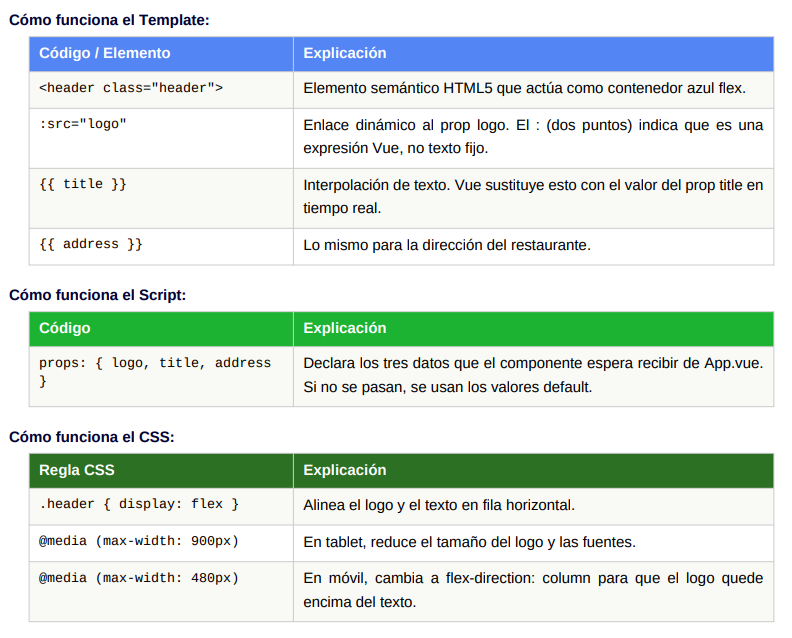 Cómo funciona el Template:
Código / Elemento Explicación
<header class="header"> Elemento semántico HTML5 que actúa como contenedor azul flex.
:src="logo" Enlace dinámico al prop logo. El : (dos puntos) indica que es una
expresión Vue, no texto fijo.
{{ title }} Interpolación de texto. Vue sustituye esto con el valor del prop title en
tiempo real.
{{ address }} Lo mismo para la dirección del restaurante.
Cómo funciona el Script:
Código Explicación
props: { logo, title, address Declara los tres datos que el componente espera recibir de App.vue.
} Si no se pasan, se usan los valores default.
Cómo funciona el CSS:
Regla CSS Explicación
.header { display: flex } Alinea el logo y el texto en fila horizontal.
@media (max-width: 900px) En tablet, reduce el tamaño del logo y las fuentes.
@media (max-width: 480px) En móvil, cambia a flex-direction: column para que el logo quede
encima del texto.